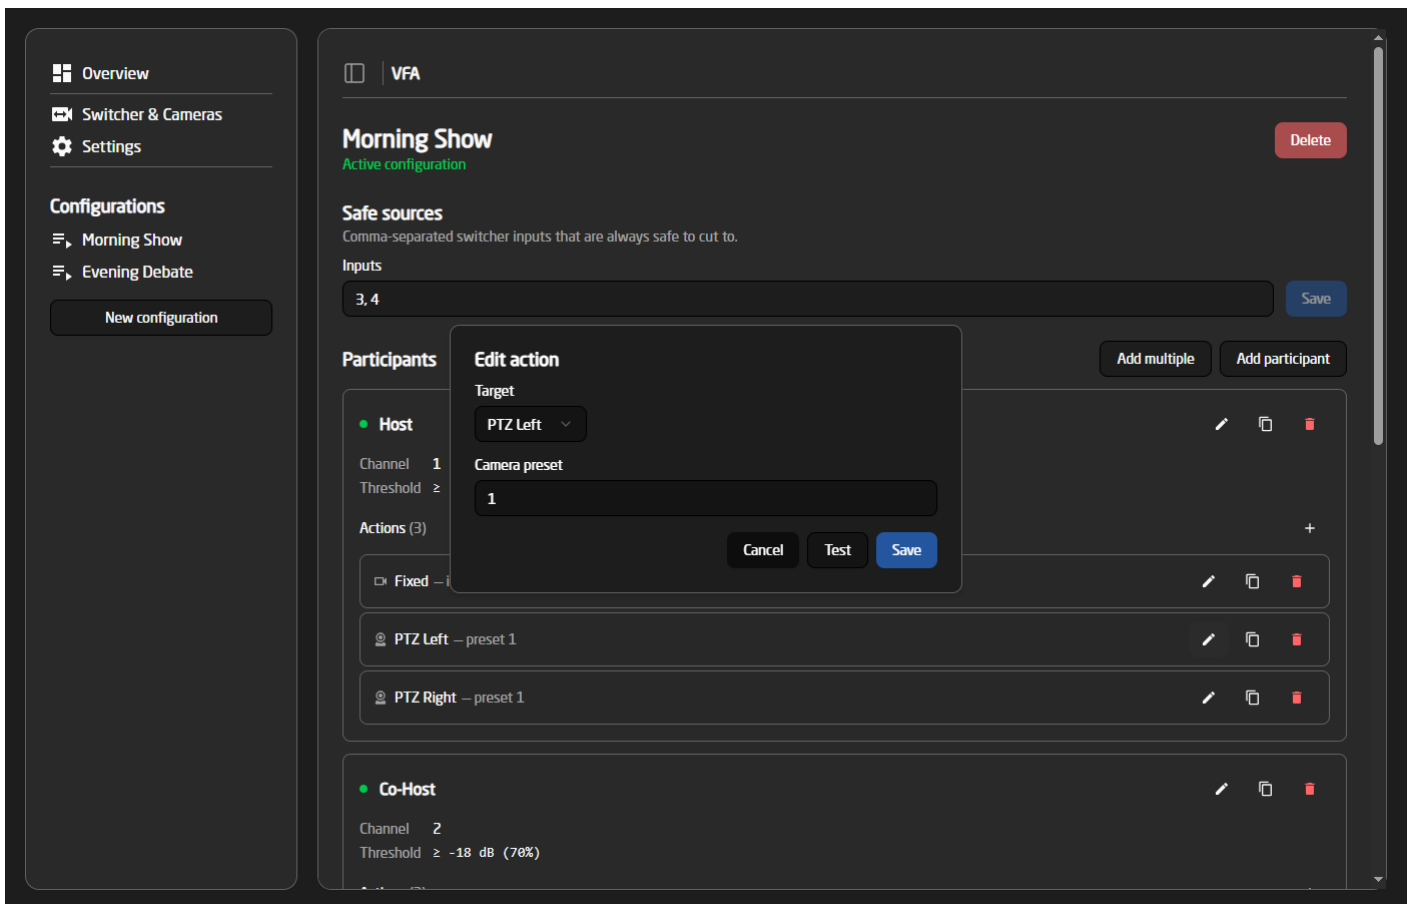 Overview
Switcher & Cameras
Settings
Configurations
Morning Show
Evening Debate
New configuration
VFA
Morning Show
Delete
Active configuration
Safe sources
Comma-separated switcher inputs that are always safe to cut to.
Inputs
3, 4
Save
Participants
Add multiple
Add participant
Edit action
Target
PTZ Left
Camera preset
1
Cancel
Test
Save
Host
Channel 1
Threshold ≥
Actions (3)
Fixed –
PTZ Left – preset 1
PTZ Right – preset 1
Co-Host
Channel 2
Threshold ≥ -18 dB (70%)